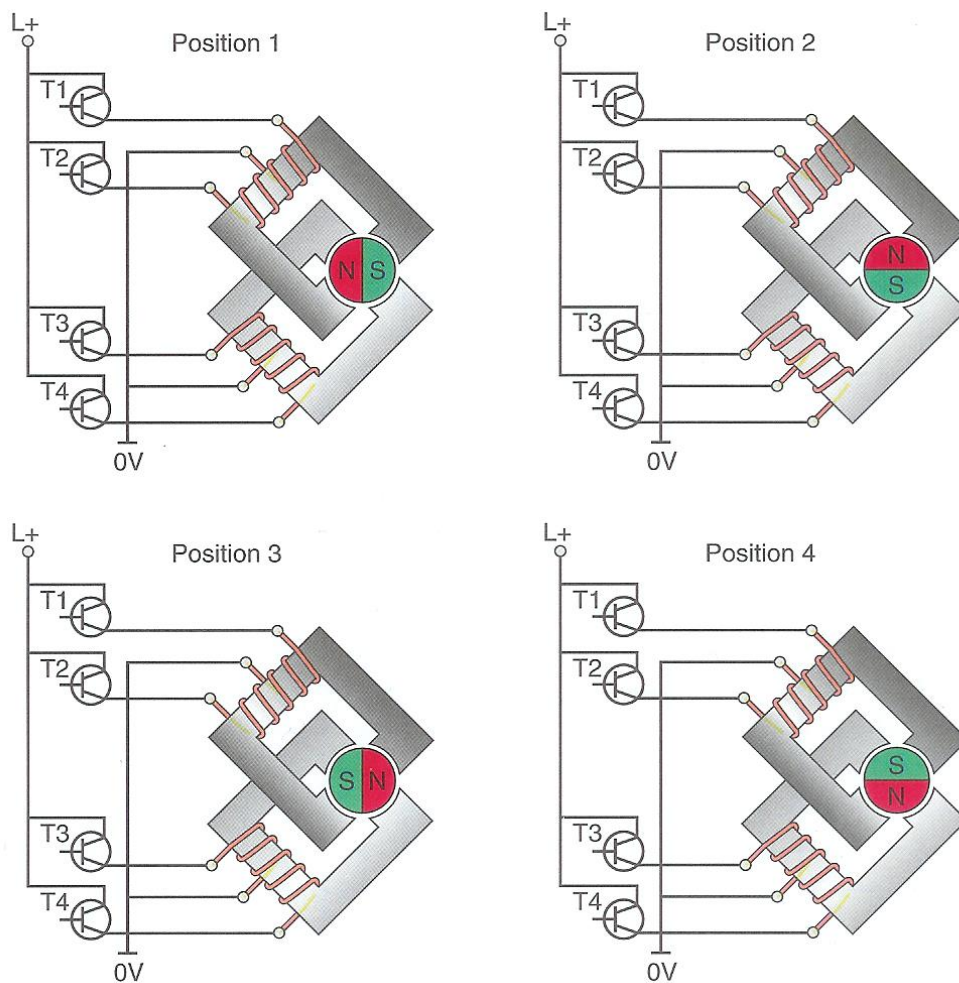 L+
Position 1
T1
T2
N S
T3
T4
0V
L+
Position 2
T1
T2
N
S
T3
T4
0V
L+
Position 3
T1
T2
S N
T3
T4
0V
L+
Position 4
T1
T2
S
N
T3
T4
0V